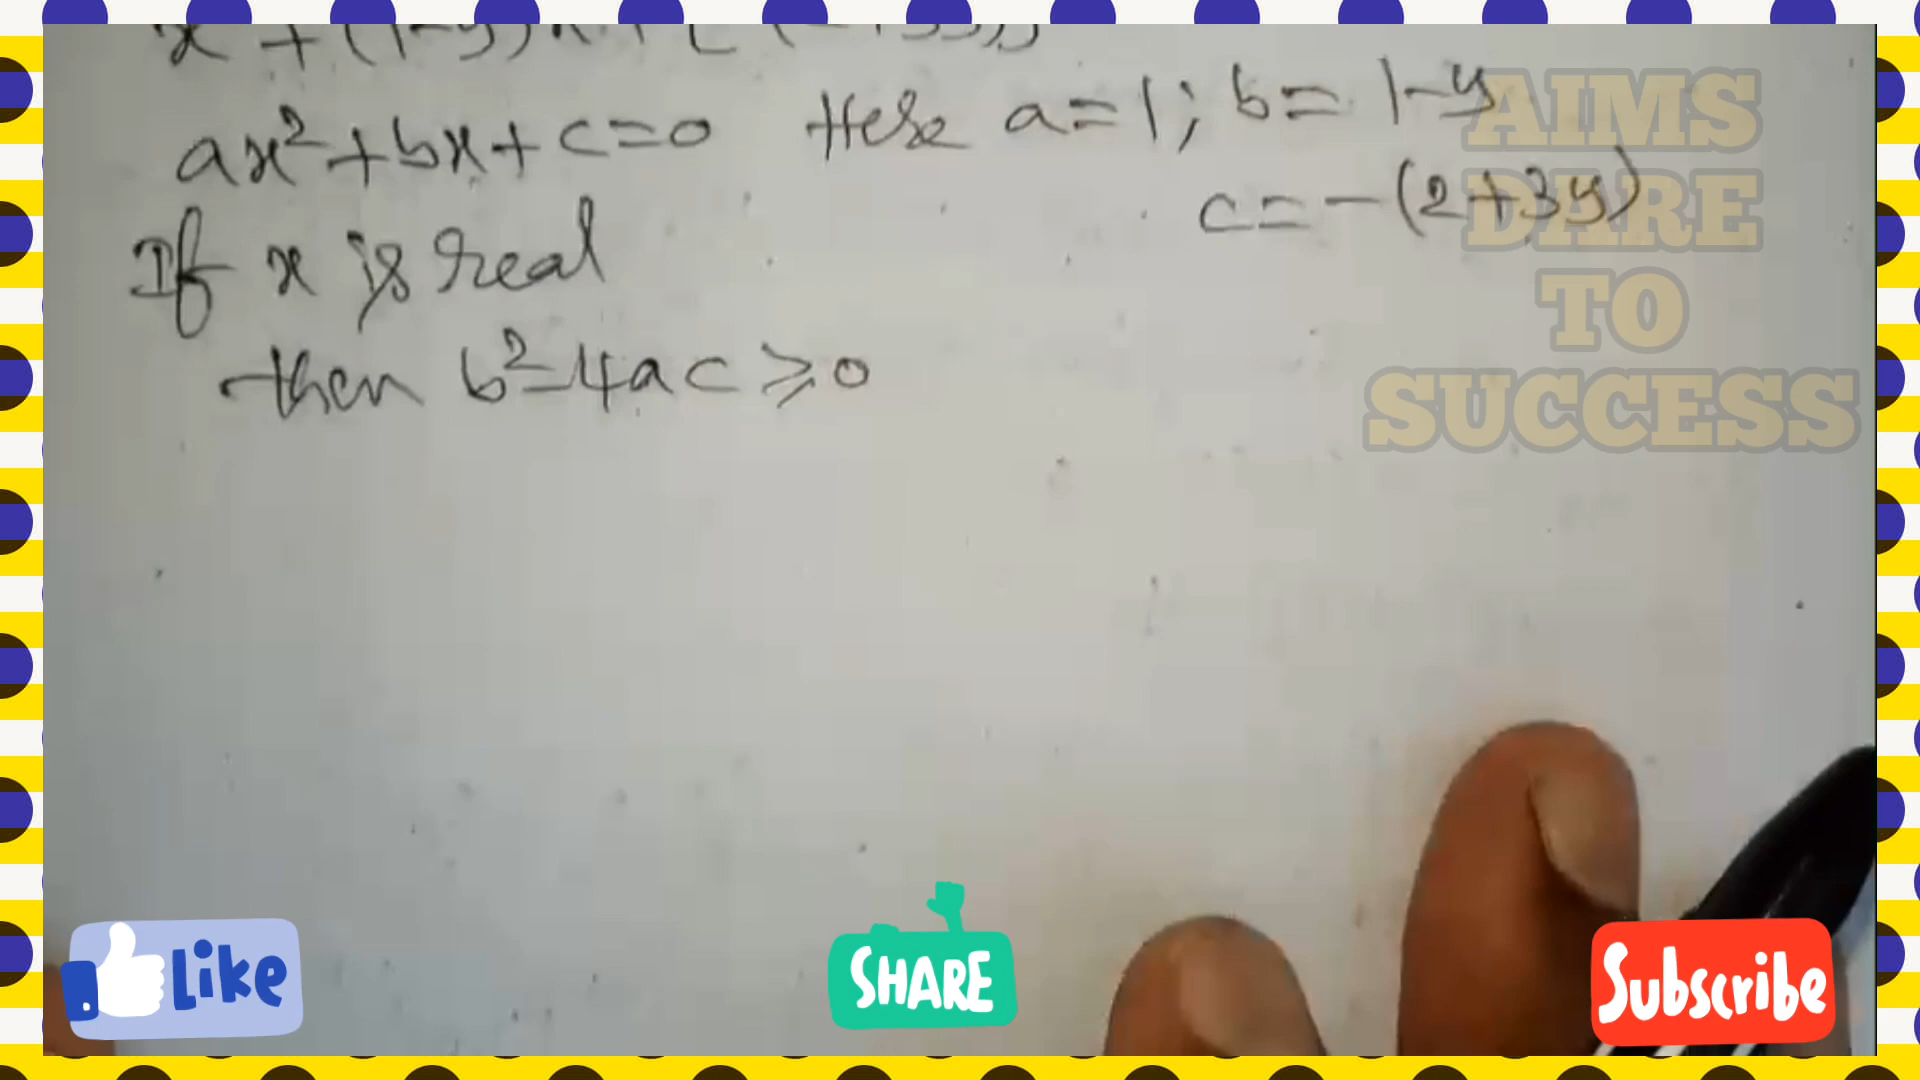 ax²+bx+c=0 Here a=1; b= 1-y
c=-(2+3y)
If x is real
then b²-4ac ≥0
AIMS
DARE
TO
SUCCESS
Like
SHARE
Subscribe